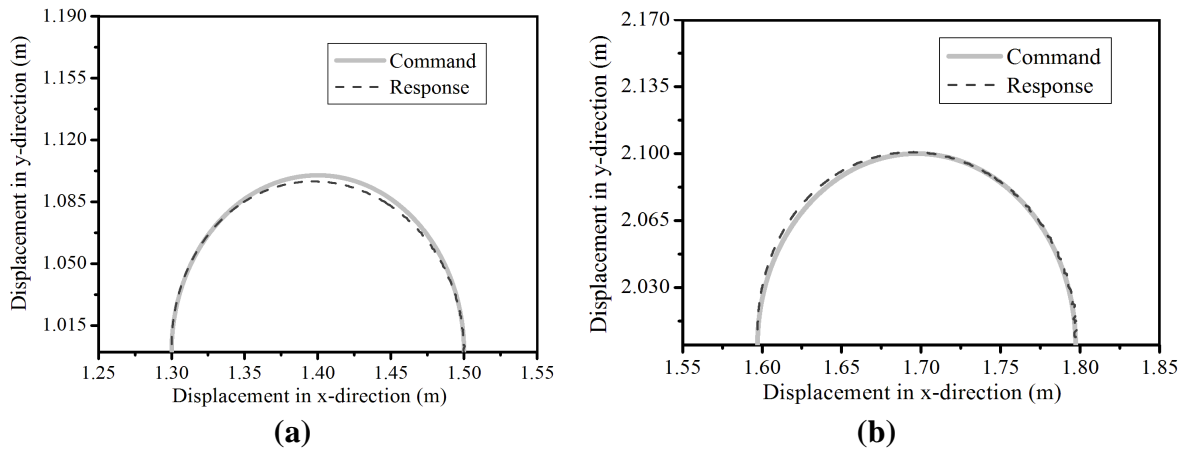 1.190
1.155
1.120
1.085
1.050
1.015
Displacement in y-direction (m)
Command
Response
1.25 1.30 1.35 1.40 1.45 1.50 1.55
Displacement in x-direction (m)
(a)
2.170
2.135
2.100
2.065
2.030
Displacement in y-direction (m)
Command
Response
1.55 1.60 1.65 1.70 1.75 1.80 1.85
Displacement in x-direction (m)
(b)